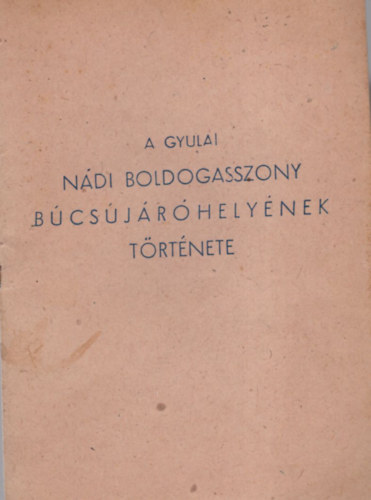 A GYULAI
NÁDI BOLDOGASSZONY
BÚCSÚJÁRÓHELYÉNEK
TÖRTÉNETE